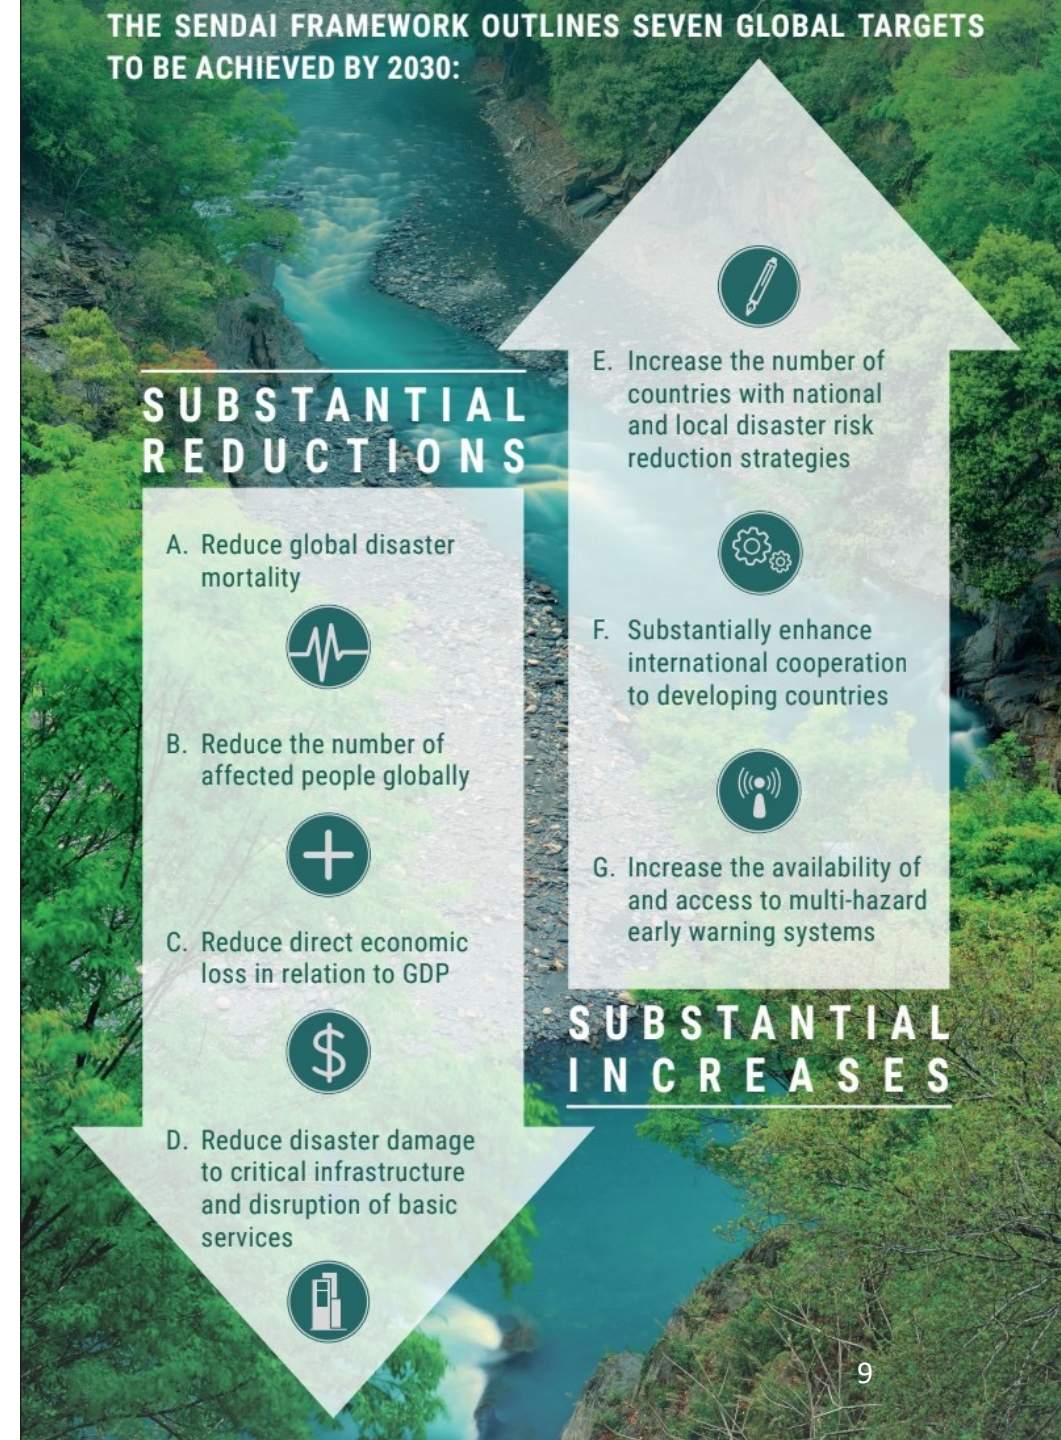 THE SENDAI FRAMEWORK OUTLINES SEVEN GLOBAL TARGETS
TO BE ACHIEVED BY 2030:
SUBSTANTIAL
REDUCTIONS
A. Reduce global disaster
mortality
B. Reduce the number of
affected people globally
C. Reduce direct economic
loss in relation to GDP
$
D. Reduce disaster damage
to critical infrastructure
and disruption of basic
services
E. Increase the number of
countries with national
and local disaster risk
reduction strategies
F. Substantially enhance
international cooperation
to developing countries
G. Increase the availability of
and access to multi-hazard
early warning systems
SUBSTANTIAL
INCREASES
9